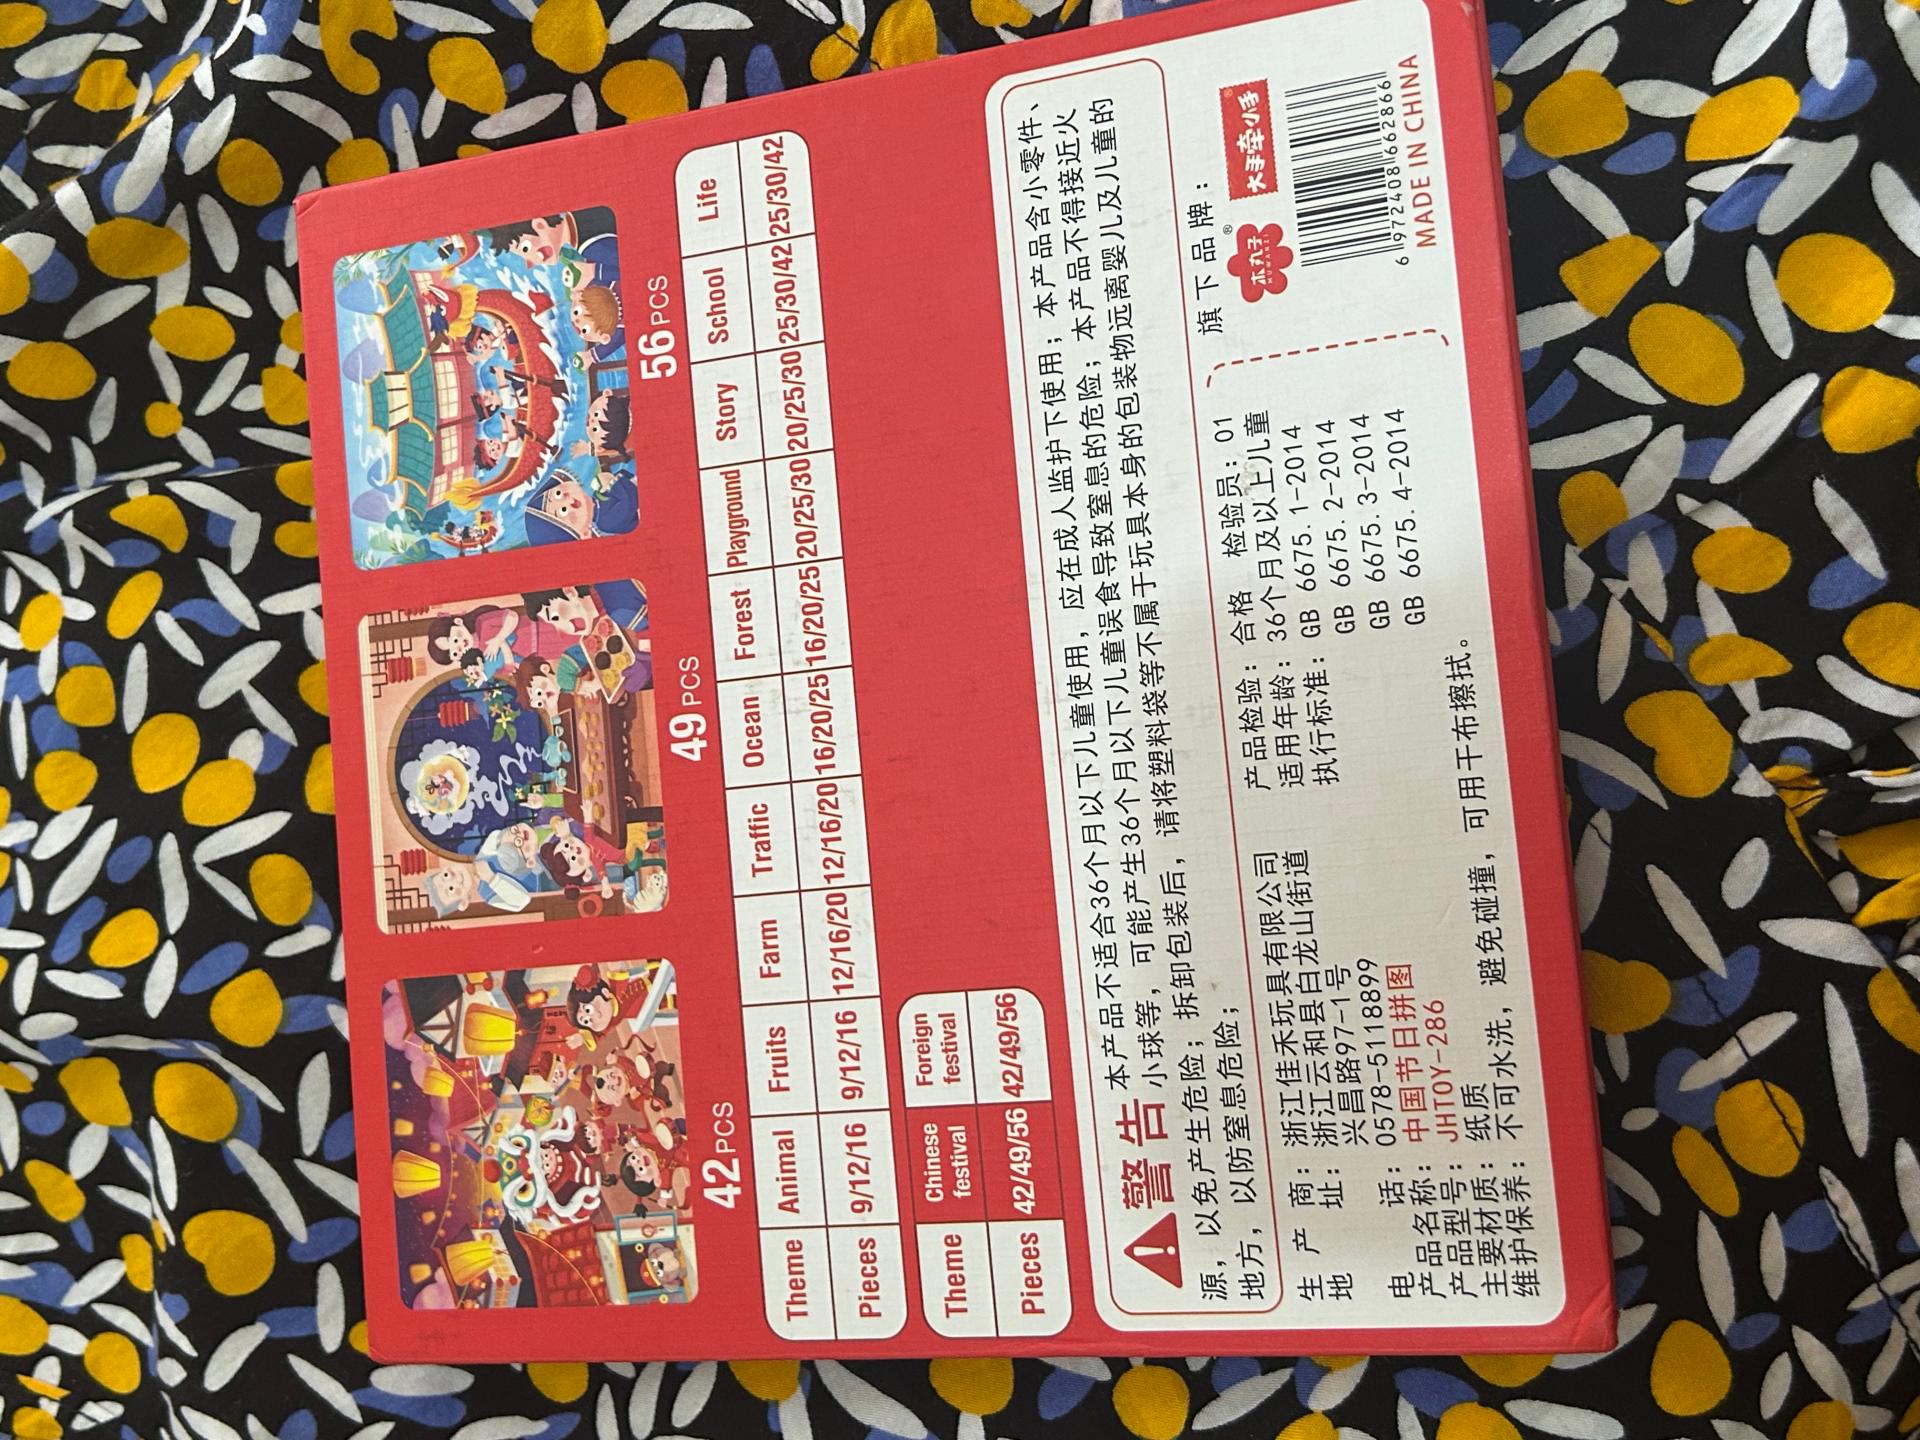 42PCS
49PCS
56PCS
Theme Animal Fruits Farm Traffic Ocean Forest Playground Story School Life
Pieces 9/12/16 9/12/16 12/16/20 12/16/20 16/20/25 16/20/25 20/25/30 20/25/30 25/30/42 25/30/42
Theme Chinese festival Foreign festival
Pieces 42/49/56 42/49/56
警告 本产品不适合36个月以下儿童使用，应在成人监护下使用；本产品含小零件、
小球等，可能产生36个月以下儿童误食导致窒息的危险；本产品不得接近火
源，以免产生危险；拆卸包装后，请将塑料袋等不属于玩具本身的包装物远离婴儿及儿童的
地方，以防窒息危险；
生产商：浙江佳禾玩具有限公司
地址：浙江云和县白龙山街道
兴昌路97-1号
电话：0578-5118899
产品名称：中国节日拼图
产品型号：JHTOY-286
主要材质：纸质
维护保养：不可水洗，避免碰撞，可用干布擦拭。
产品检验：合格 检验员：01
适用年龄：36个月及以上儿童
执行标准：GB 6675.1-2014
GB 6675.2-2014
GB 6675.3-2014
GB 6675.4-2014
旗下品牌：
木丸子®
MUWANZI
大手牵小手®
6 972408 662866
MADE IN CHINA